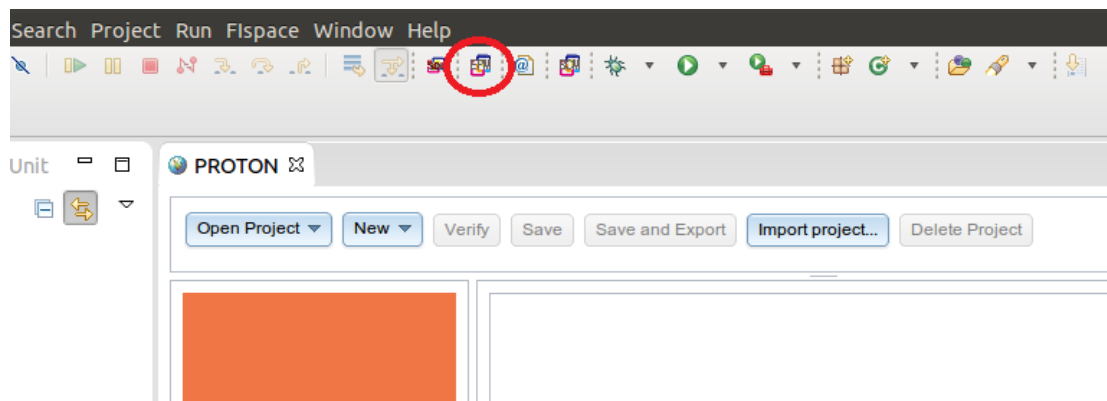 Search Project Run FIspace Window Help
Unit
PROTON
Open Project New Verify Save Save and Export Import project... Delete Project